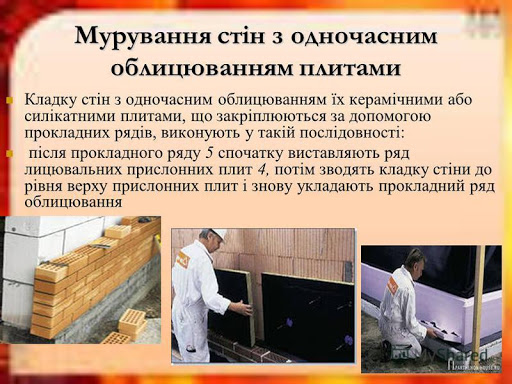 Мурування стін з одночасним
облицюванням плитами
Кладку стін з одночасним облицюванням їх керамічними або
силікатними плитами, що закріплюються за допомогою
прокладних рядів, виконують у такій послідовності:
після прокладного ряду 5 спочатку виставляють ряд
лицювальних прислонних плит 4, потім зводять кладку стіни до
рівня верху прислонних плит і знову укладають прокладний ряд
облицювання
MyShared